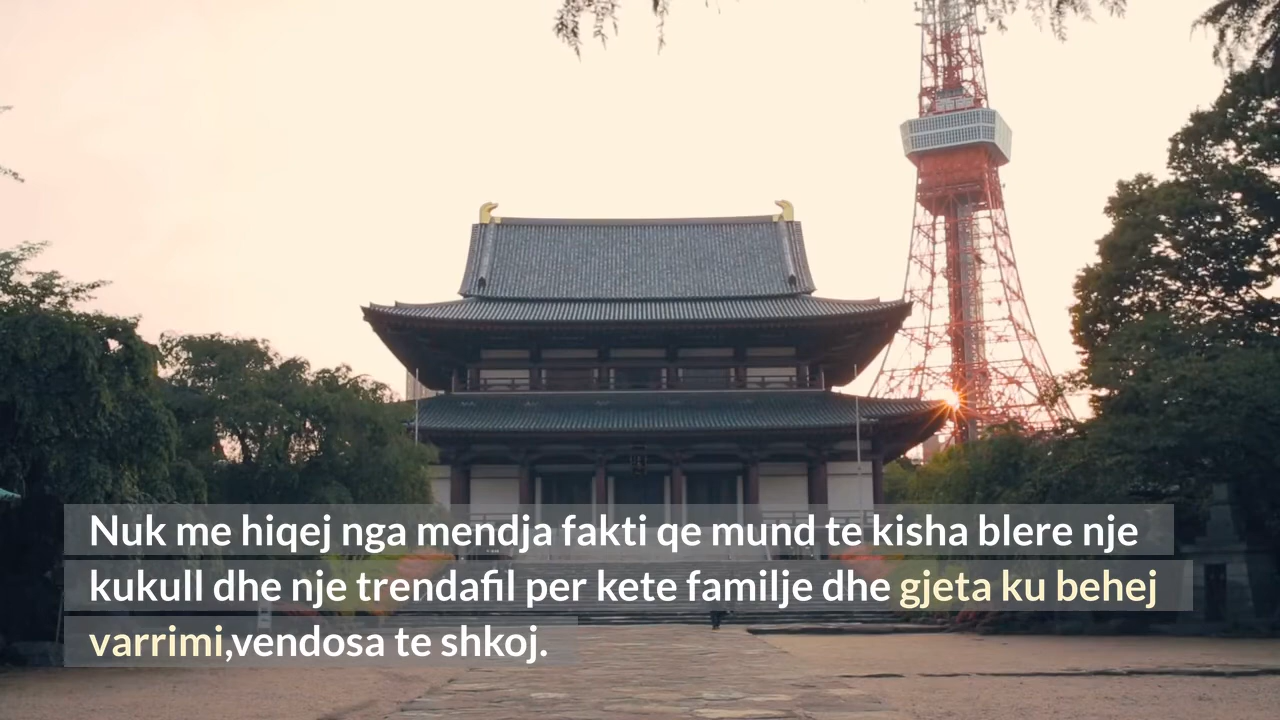 Nuk me hiqej nga mendja fakti qe mund te kisha blere nje
kukull dhe nje trendafil per kete familje dhe gjeta ku behej
varrimi,vendosa te shkoj.